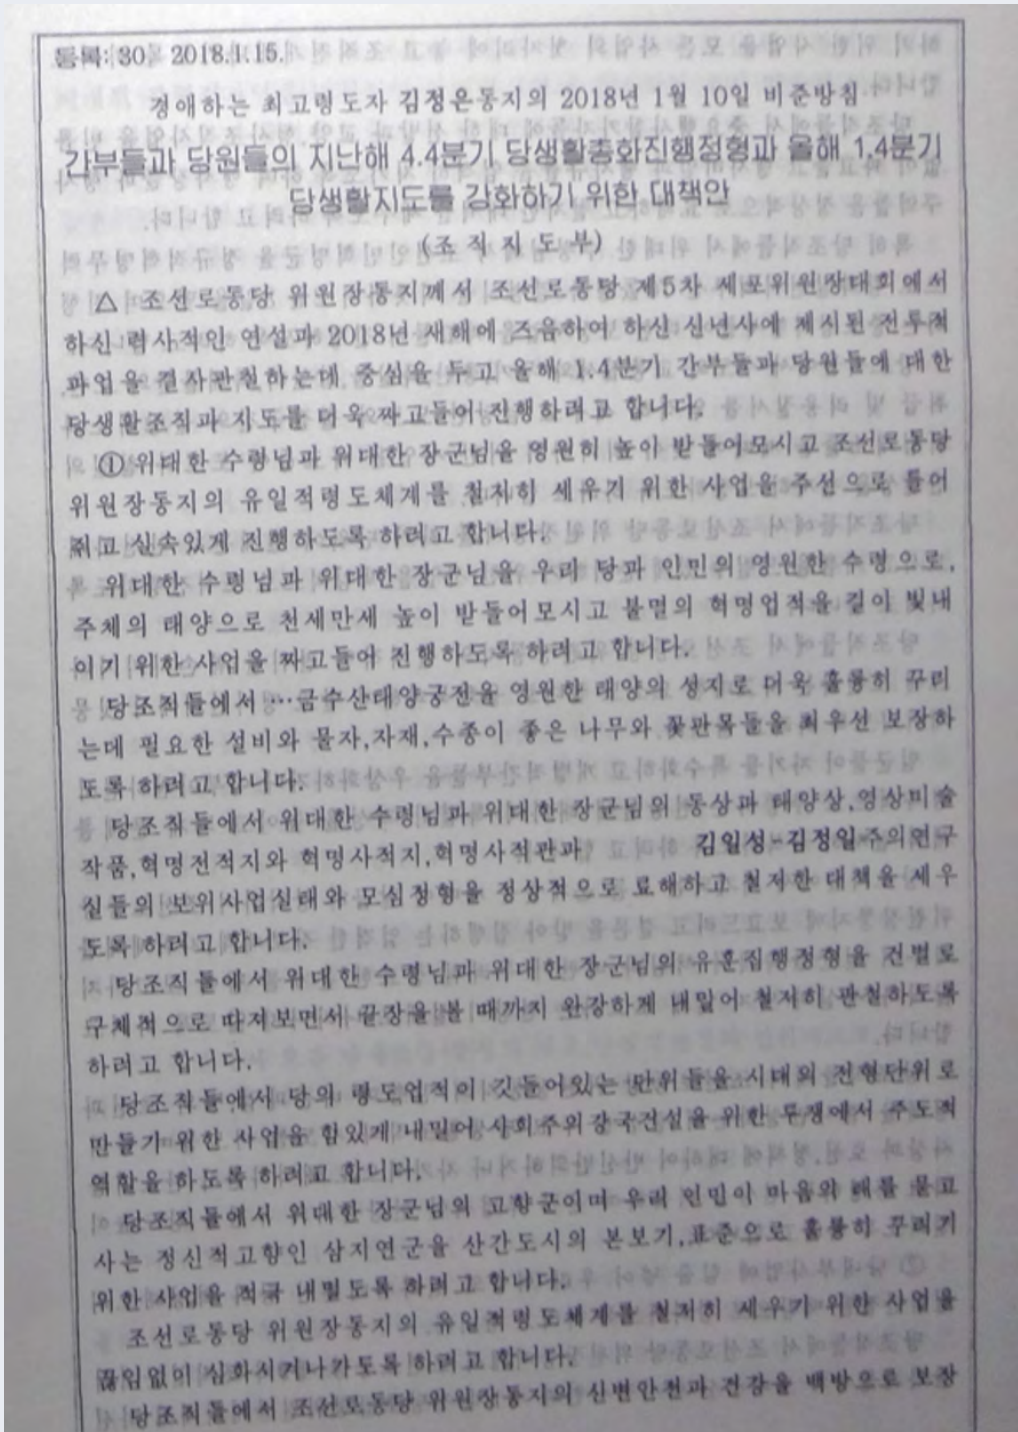 등록: 30. 2018.1.15.
경애하는 최고령도자 김정은동지의 2018년 1월 10일 비준방침
간부들과 당원들의 지난해 4.4분기 당생활총화진행정형과 올해 1.4분기
당생활지도를 강화하기 위한 대책안
(조직지도부)
△ 조선로동당 위원장동지께서 조선로동당 제5차 세포위원장대회에서
하신 력사적인 연설과 2018년 새해에 즈음하여 하신 신년사에 제시된 전투적
과업을 결사관철하는데 중심을 두고 올해 1.4분기 간부들과 당원들에 대한
당생활조직과 지도를 더욱 짜고들어 진행하려고 합니다.
① 위대한 수령님과 위대한 장군님을 영원히 높이 받들어모시고 조선로동당
위원장동지의 유일적령도체계를 철저히 세우기 위한 사업을 주선으로 틀어
쥐고 실속있게 진행하도록 하려고 합니다.
위대한 수령님과 위대한 장군님을 우리 당과 인민의 영원한 수령으로,
주체의 태양으로 천세만세 높이 받들어모시고 불멸의 혁명업적을 길이 빛내
이기 위한 사업을 짜고들어 진행하도록 하려고 합니다.
당조직들에서 …금수산태양궁전을 영원한 태양의 성지로 더욱 훌륭히 꾸리
는데 필요한 설비와 물자,자재,수종이 좋은 나무와 꽃관목들을 최우선 보장하
도록 하려고 합니다.
당조직들에서 위대한 수령님과 위대한 장군님의 동상과 태양상,영상미술
작품,혁명전적지와 혁명사적지,혁명사적관과 김일성-김정일주의연구
실들의 보위사업실태와 모심정형을 정상적으로 료해하고 철저한 대책을 세우
도록 하려고 합니다.
당조직들에서 위대한 수령님과 위대한 장군님의 유훈집행정형을 건별로
구체적으로 따져보면서 끝장을 볼 때까지 완강하게 내밀어 철저히 관철하도록
하려고 합니다.
당조직들에서 당의 령도업적이 깃들어있는 단위들을 시대의 전형단위로
만들기 위한 사업을 힘있게 내밀어 사회주의강국건설을 위한 투쟁에서 주도적
역할을 하도록 하려고 합니다.
당조직들에서 위대한 장군님의 고향군이며 우리 인민이 마음의 태를 묻고
사는 정신적고향인 삼지연군을 산간도시의 본보기,표준으로 훌륭히 꾸리기
위한 사업을 적극 내밀도록 하려고 합니다.
조선로동당 위원장동지의 유일적령도체계를 철저히 세우기 위한 사업을
끊임없이 심화시켜나가도록 하려고 합니다.
당조직들에서 조선로동당 위원장동지의 신변안전과 건강을 백방으로 보장